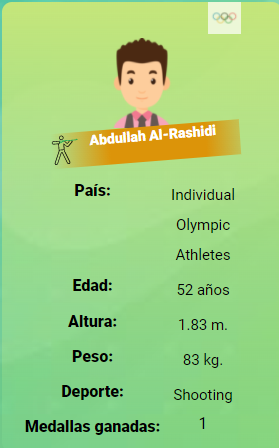 Abdullah Al-Rashidi
País: Individual
Olympic
Athletes
Edad: 52 años
Altura: 1.83 m.
Peso: 83 kg.
Deporte: Shooting
Medallas ganadas: 1